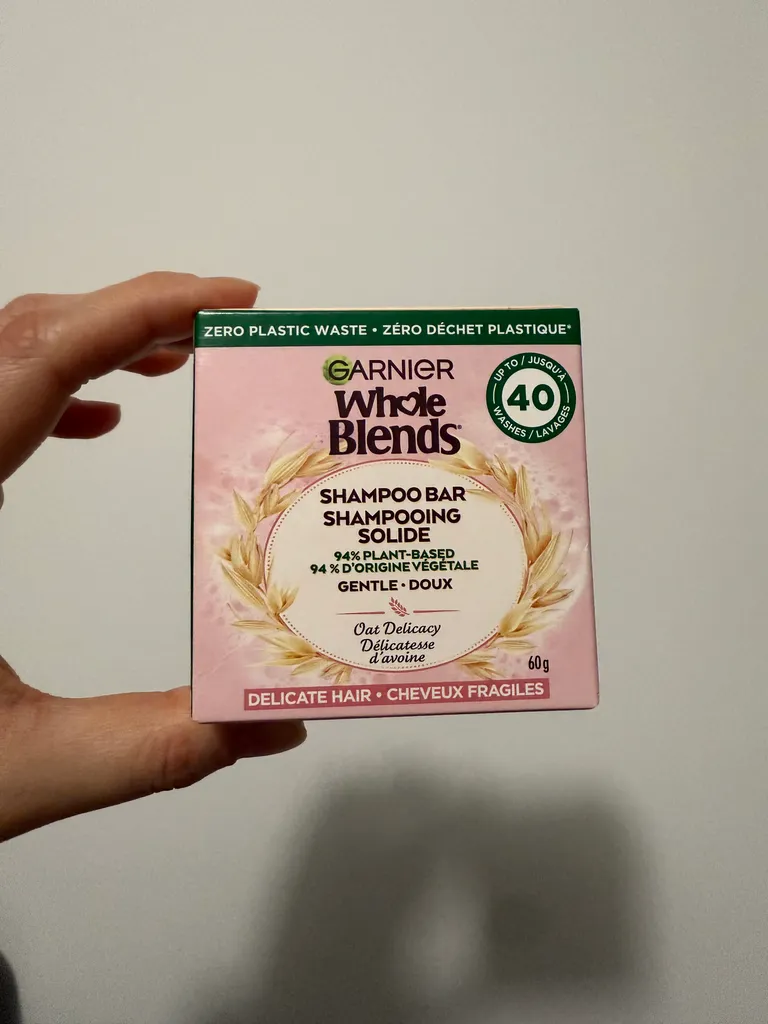 ZERO PLASTIC WASTE • ZÉRO DÉCHET PLASTIQUE*
GARNIER
Whole
Blends®
UP TO / JUSQU'À
40
WASHES / LAVAGES
SHAMPOO BAR
SHAMPOOING
SOLIDE
94% PLANT-BASED
94 % D'ORIGINE VÉGÉTALE
GENTLE • DOUX
Oat Delicacy
Délicatesse
d'avoine
60 g
DELICATE HAIR • CHEVEUX FRAGILES